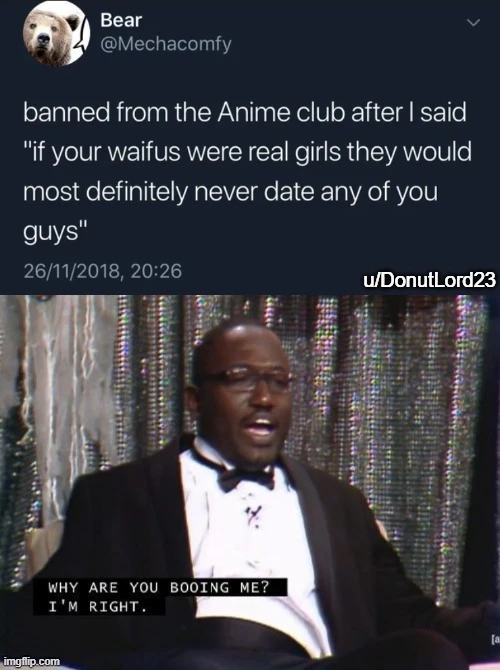 Bear
@Mechacomfy
banned from the Anime club after I said
"if your waifus were real girls they would
most definitely never date any of you
guys"
26/11/2018, 20:26
u/DonutLord23
WHY ARE YOU BOOING ME?
I'M RIGHT.
[a
imgflip.com